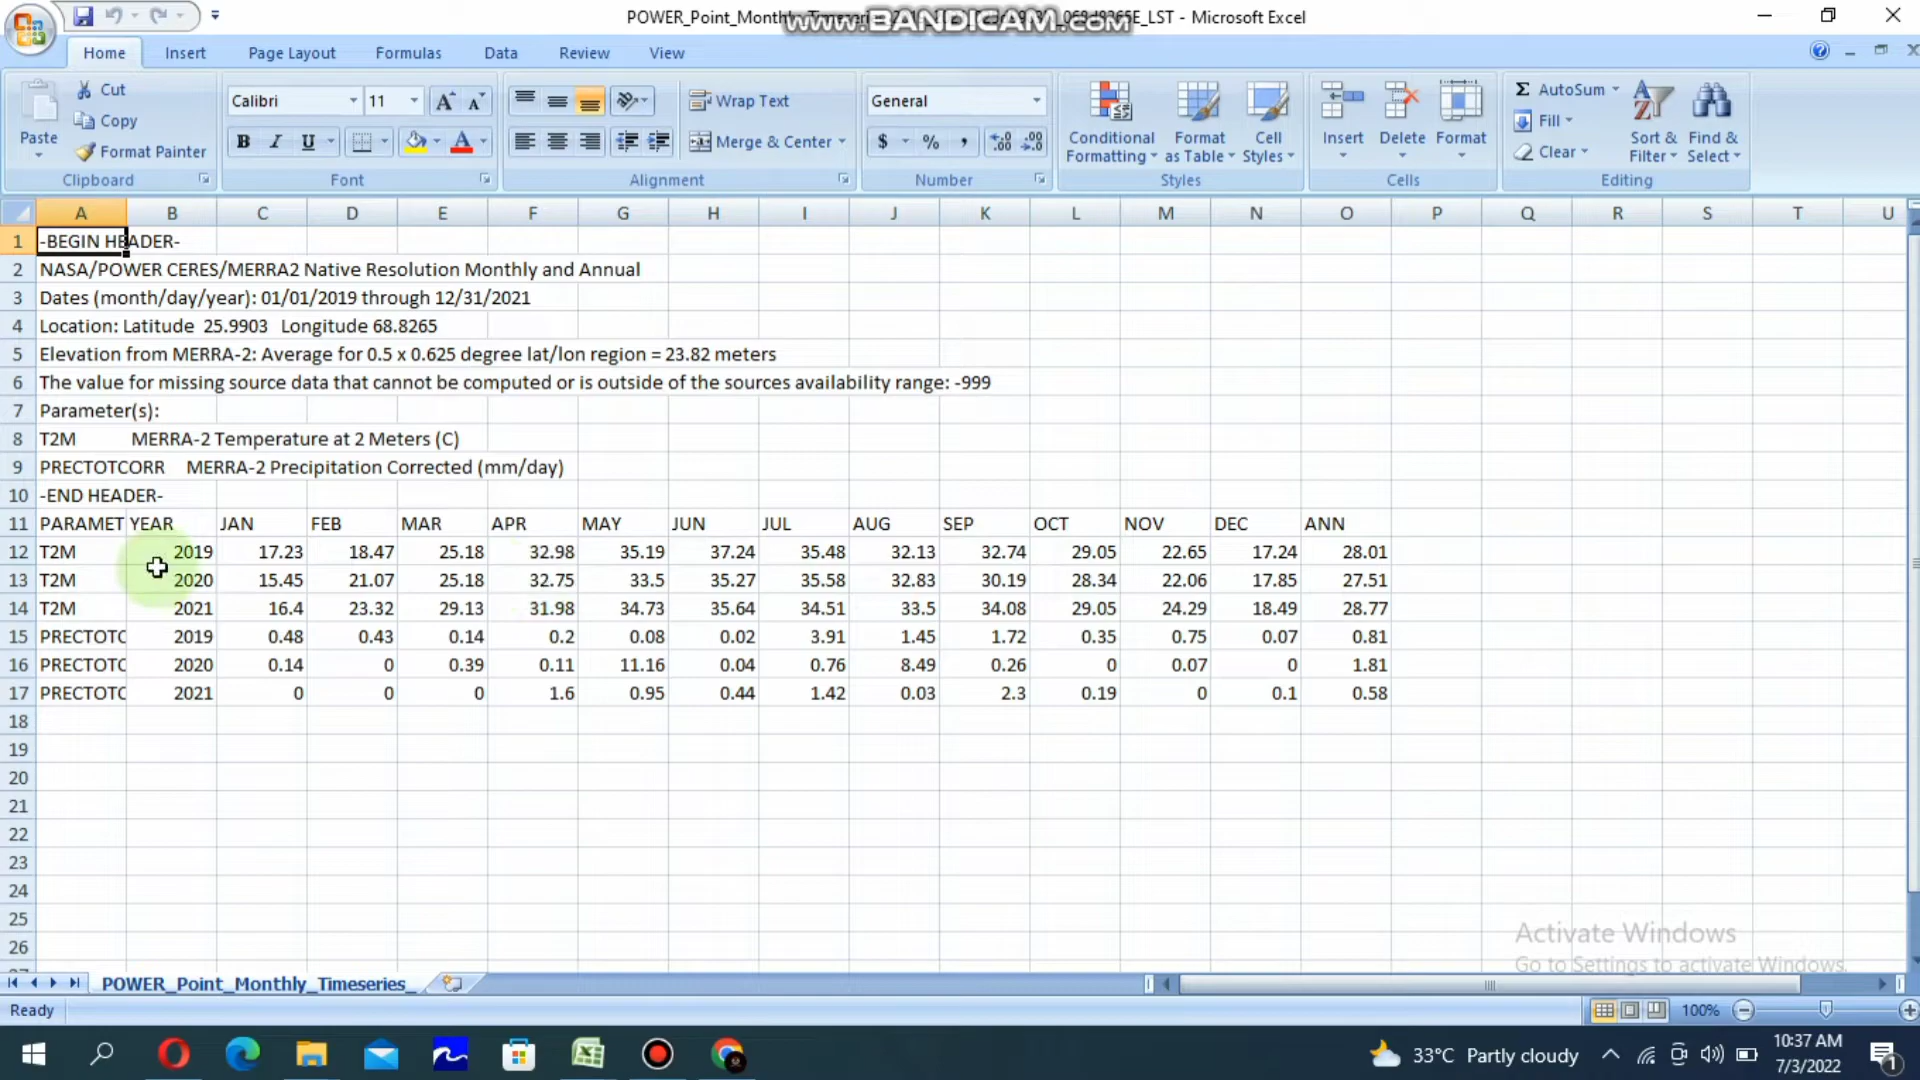 POWER_Point_Monthly_Timeseri
E_LST - Microsoft Excel
www.BANDICAM.com
Home Insert Page Layout Formulas Data Review View
Cut
Copy
Format Painter
Paste
Clipboard
Calibri 11
Font
Wrap Text
Merge & Center
Alignment
General
Number
Conditional Formatting
Format as Table
Cell Styles
Styles
Insert Delete Format
Cells
AutoSum
Fill
Clear
Sort & Filter
Find & Select
Editing
A B C D E F G H I J K L M N O P Q R S T U
1 -BEGIN HEADER-
2 NASA/POWER CERES/MERRA2 Native Resolution Monthly and Annual
3 Dates (month/day/year): 01/01/2019 through 12/31/2021
4 Location: Latitude 25.9903 Longitude 68.8265
5 Elevation from MERRA-2: Average for 0.5 x 0.625 degree lat/lon region = 23.82 meters
6 The value for missing source data that cannot be computed or is outside of the sources availability range: -999
7 Parameter(s):
8 T2M MERRA-2 Temperature at 2 Meters (C)
9 PRECTOTCORR MERRA-2 Precipitation Corrected (mm/day)
10 -END HEADER-
11 PARAMET YEAR JAN FEB MAR APR MAY JUN JUL AUG SEP OCT NOV DEC ANN
12 T2M 2019 17.23 18.47 25.18 32.98 35.19 37.24 35.48 32.13 32.74 29.05 22.65 17.24 28.01
13 T2M 2020 15.45 21.07 25.18 32.75 33.5 35.27 35.58 32.83 30.19 28.34 22.06 17.85 27.51
14 T2M 2021 16.4 23.32 29.13 31.98 34.73 35.64 34.51 33.5 34.08 29.05 24.29 18.49 28.77
15 PRECTOTC 2019 0.48 0.43 0.14 0.2 0.08 0.02 3.91 1.45 1.72 0.35 0.75 0.07 0.81
16 PRECTOTC 2020 0.14 0 0.39 0.11 11.16 0.04 0.76 8.49 0.26 0 0.07 0 1.81
17 PRECTOTC 2021 0 0 0 1.6 0.95 0.44 1.42 0.03 2.3 0.19 0 0.1 0.58
18
19
20
21
22
23
24
25
26
Activate Windows
Go to Settings to activate Windows.
POWER_Point_Monthly_Timeseries_
Ready
100%
33°C Partly cloudy
10:37 AM
7/3/2022
1